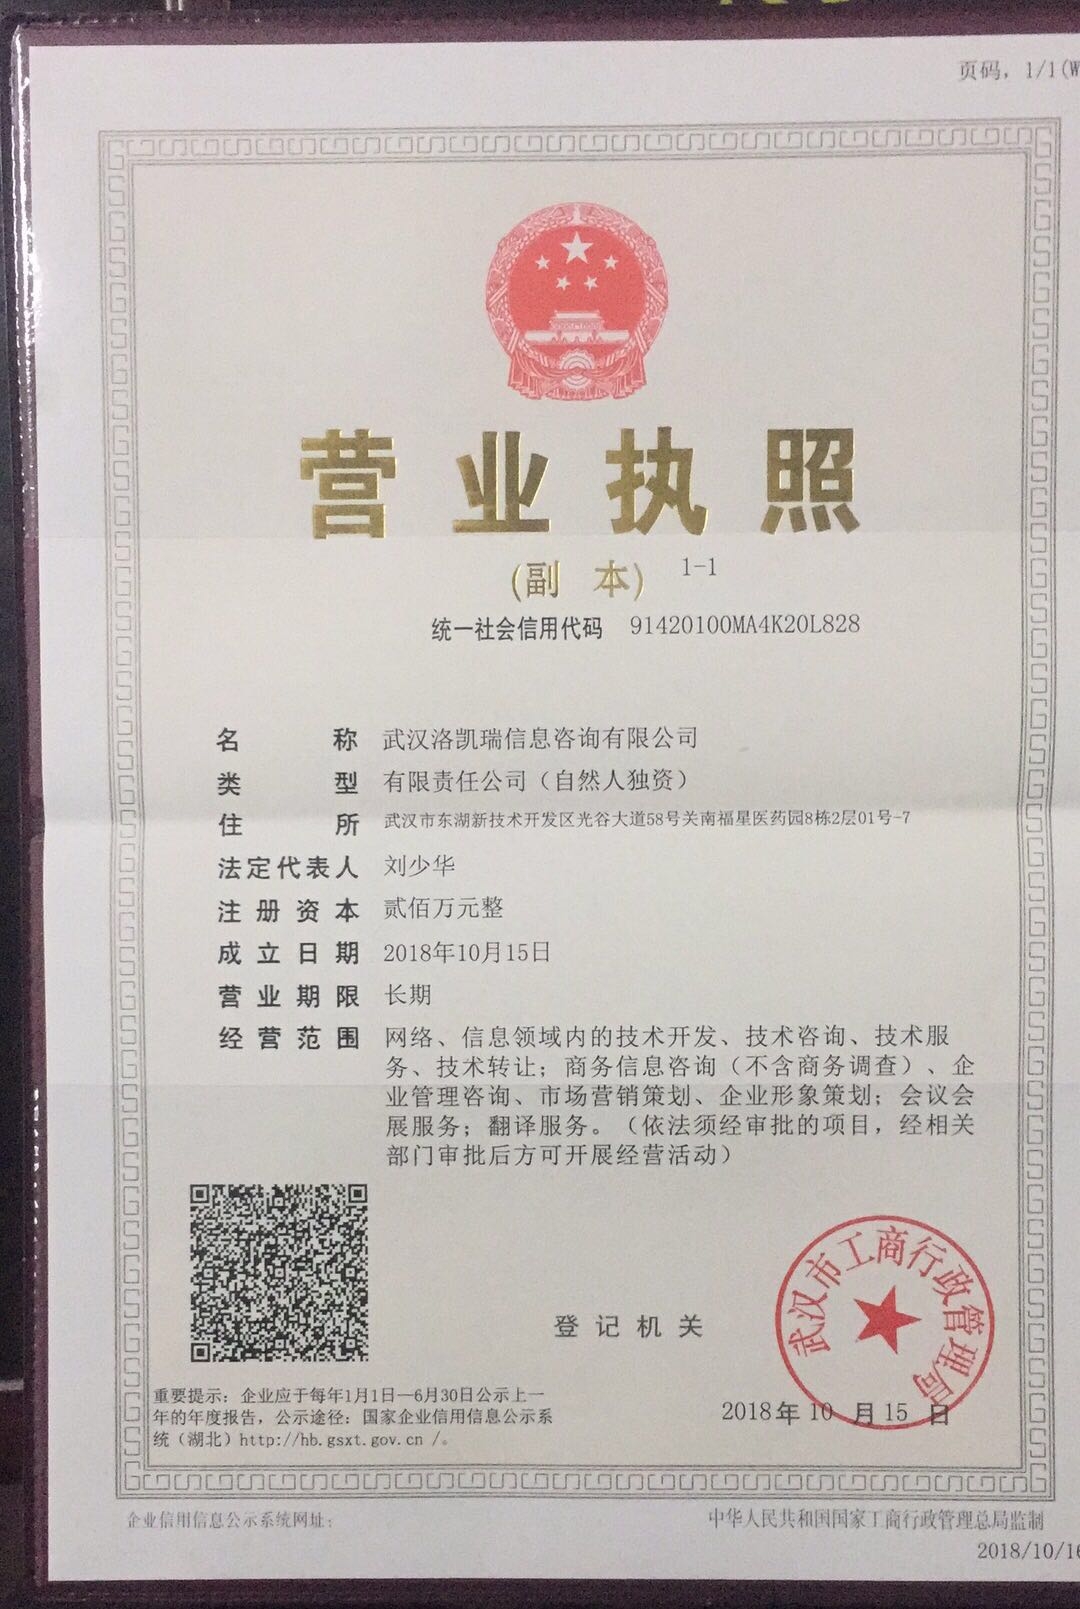 页码，1/1(W
营业执照
(副 本) 1-1
统一社会信用代码 91420100MA4K20L828
名 称 武汉洛凯瑞信息咨询有限公司
类 型 有限责任公司（自然人独资）
住 所 武汉市东湖新技术开发区光谷大道58号关南福星医药园8栋2层01号-7
法定代表人 刘少华
注册资本 贰佰万元整
成立日期 2018年10月15日
营业期限 长期
经营范围 网络、信息领域内的技术开发、技术咨询、技术服
务、技术转让；商务信息咨询（不含商务调查）、企
业管理咨询、市场营销策划、企业形象策划；会议会
展服务；翻译服务。（依法须经审批的项目，经相关
部门审批后方可开展经营活动）
武汉市工商行政管理局
登记机关
2018年 10 月 15 日
重要提示：企业应于每年1月1日—6月30日公示上一
年的年度报告，公示途径：国家企业信用信息公示系
统（湖北）http://hb.gsxt.gov.cn /。
企业信用信息公示系统网址： 中华人民共和国国家工商行政管理总局监制
2018/10/16